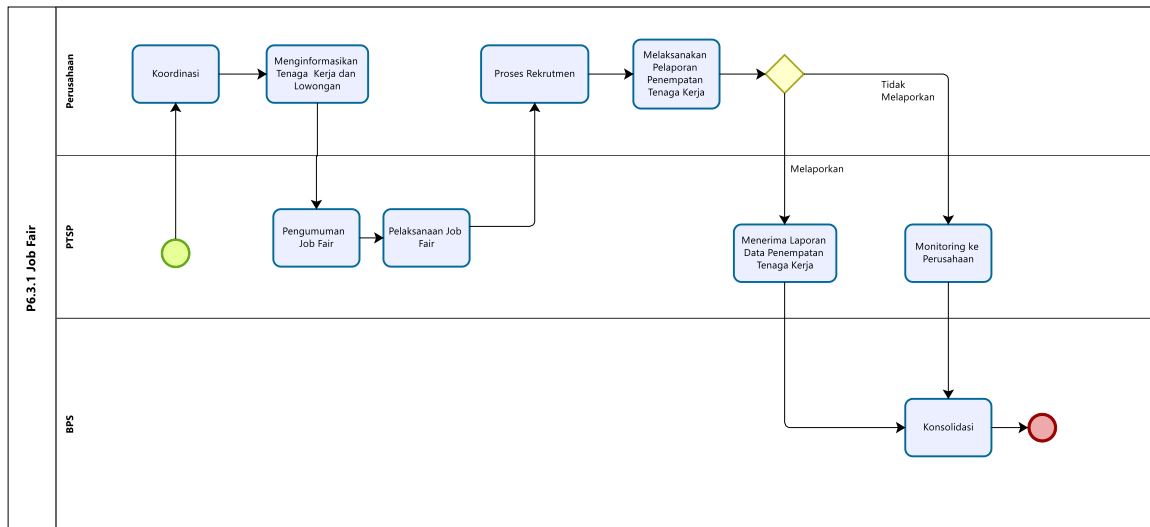 P6.3.1 Job Fair
Perusahaan
Koordinasi
Menginformasikan
Tenaga Kerja dan
Lowongan
Proses Rekrutmen
Melaksanakan
Pelaporan
Penempatan
Tenaga Kerja
Tidak
Melaporkan
PTSP
Melaporkan
Pengumuman
Job Fair
Pelaksanaan Job
Fair
Menerima Laporan
Data Penempatan
Tenaga Kerja
Monitoring ke
Perusahaan
BPS
Konsolidasi